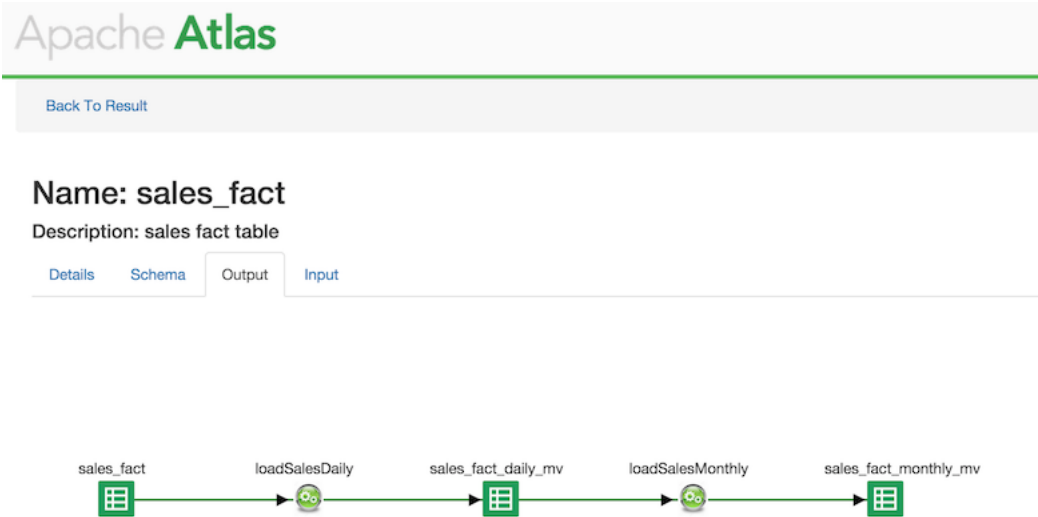 Apache Atlas
Back To Result
Name: sales_fact
Description: sales fact table
Details Schema Output Input
sales_fact loadSalesDaily sales_fact_daily_mv loadSalesMonthly sales_fact_monthly_mv